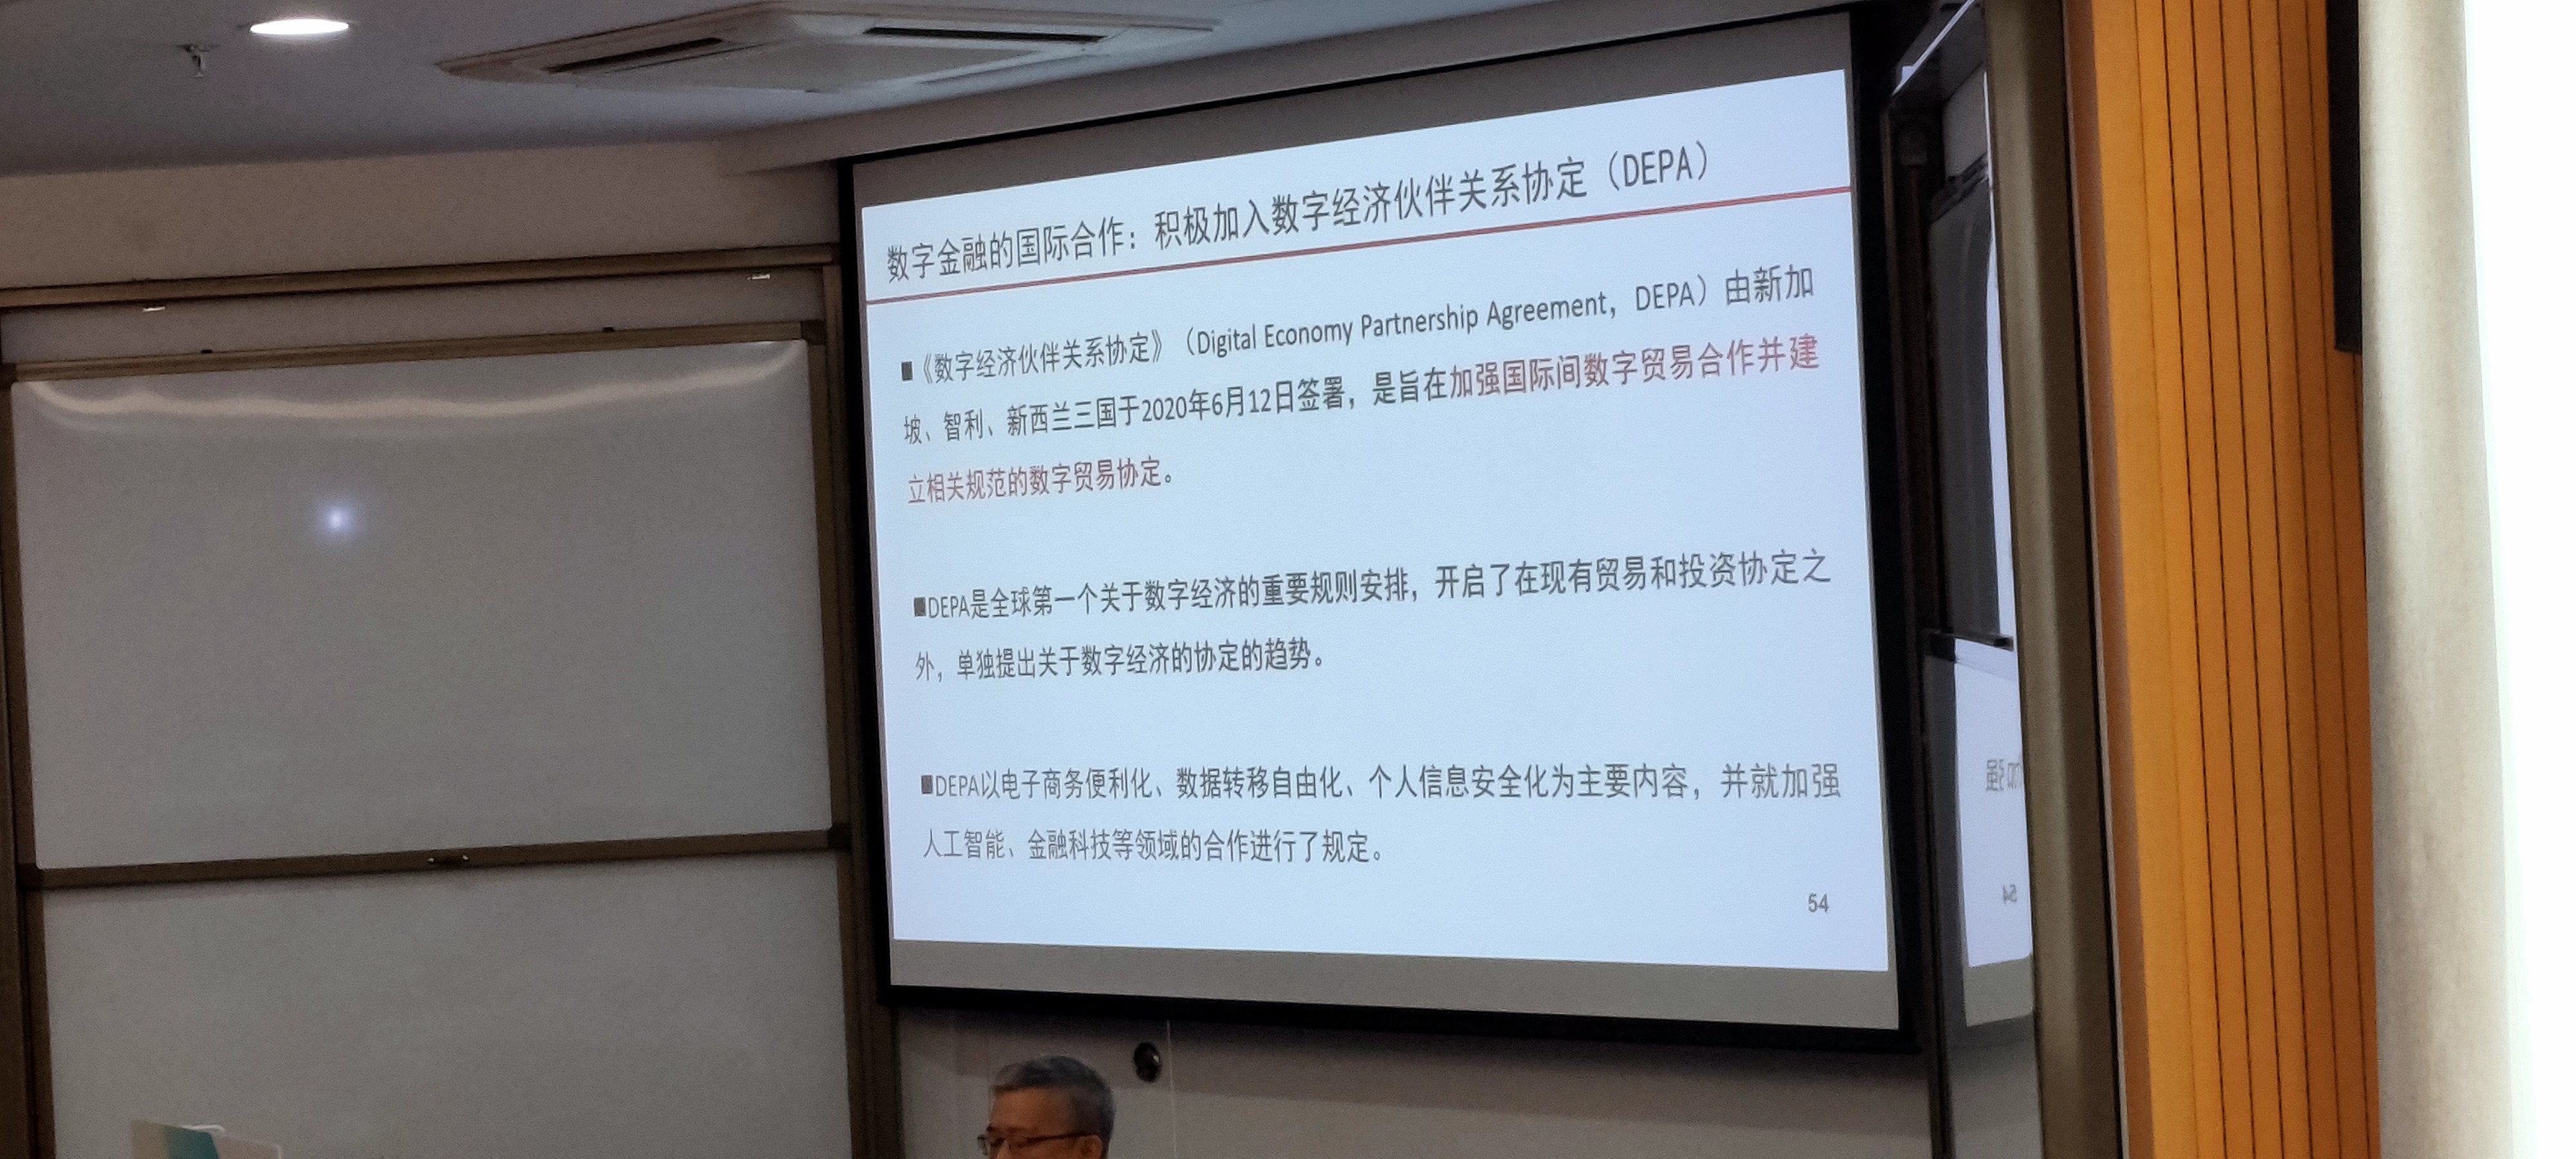 数字金融的国际合作：积极加入数字经济伙伴关系协定（DEPA）
■《数字经济伙伴关系协定》（Digital Economy Partnership Agreement，DEPA）由新加
坡、智利、新西兰三国于2020年6月12日签署，是旨在加强国际间数字贸易合作并建
立相关规范的数字贸易协定。
■DEPA是全球第一个关于数字经济的重要规则安排，开启了在现有贸易和投资协定之
外，单独提出关于数字经济的协定的趋势。
■DEPA以电子商务便利化、数据转移自由化、个人信息安全化为主要内容，并就加强
人工智能、金融科技等领域的合作进行了规定。
54
加强
54